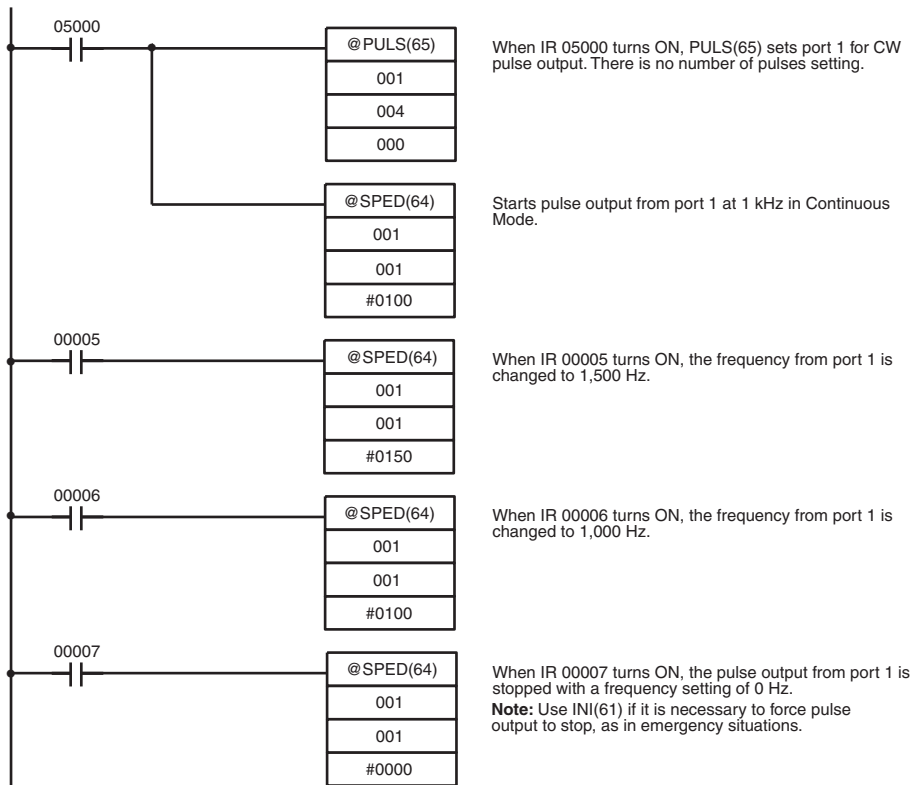 05000
@PULS(65)
001
004
000
When IR 05000 turns ON, PULS(65) sets port 1 for CW
pulse output. There is no number of pulses setting.
@SPED(64)
001
001
#0100
Starts pulse output from port 1 at 1 kHz in Continuous
Mode.
00005
@SPED(64)
001
001
#0150
When IR 00005 turns ON, the frequency from port 1 is
changed to 1,500 Hz.
00006
@SPED(64)
001
001
#0100
When IR 00006 turns ON, the frequency from port 1 is
changed to 1,000 Hz.
00007
@SPED(64)
001
001
#0000
When IR 00007 turns ON, the pulse output from port 1 is
stopped with a frequency setting of 0 Hz.
Note: Use INI(61) if it is necessary to force pulse
output to stop, as in emergency situations.